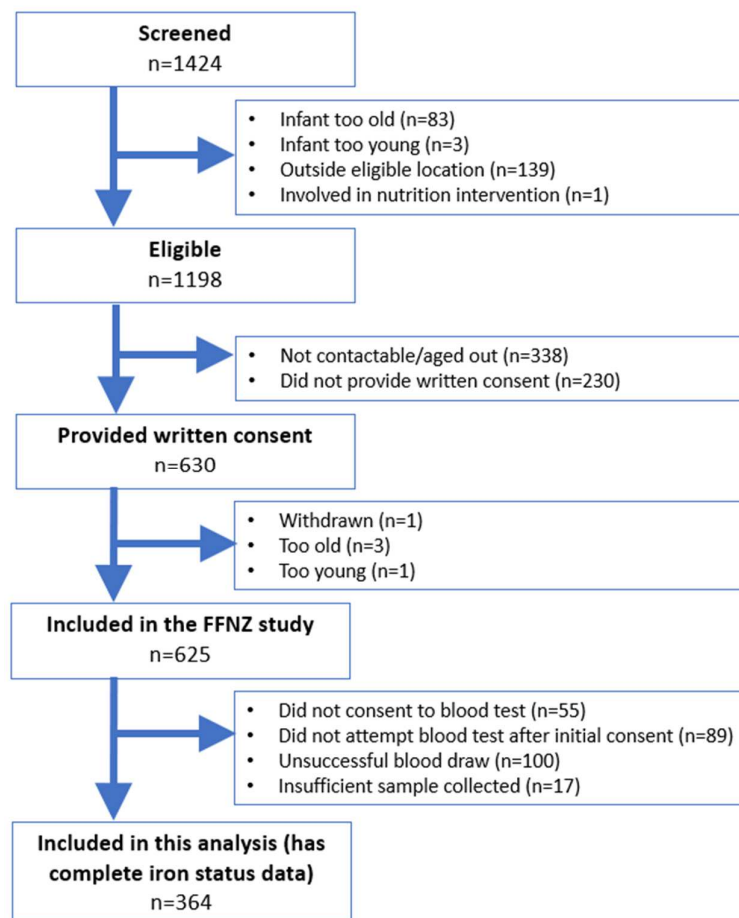 Screened
n=1424
• Infant too old (n=83)
• Infant too young (n=3)
• Outside eligible location (n=139)
• Involved in nutrition intervention (n=1)
Eligible
n=1198
• Not contactable/aged out (n=338)
• Did not provide written consent (n=230)
Provided written consent
n=630
• Withdrawn (n=1)
• Too old (n=3)
• Too young (n=1)
Included in the FFNZ study
n=625
• Did not consent to blood test (n=55)
• Did not attempt blood test after initial consent (n=89)
• Unsuccessful blood draw (n=100)
• Insufficient sample collected (n=17)
Included in this analysis (has
complete iron status data)
n=364